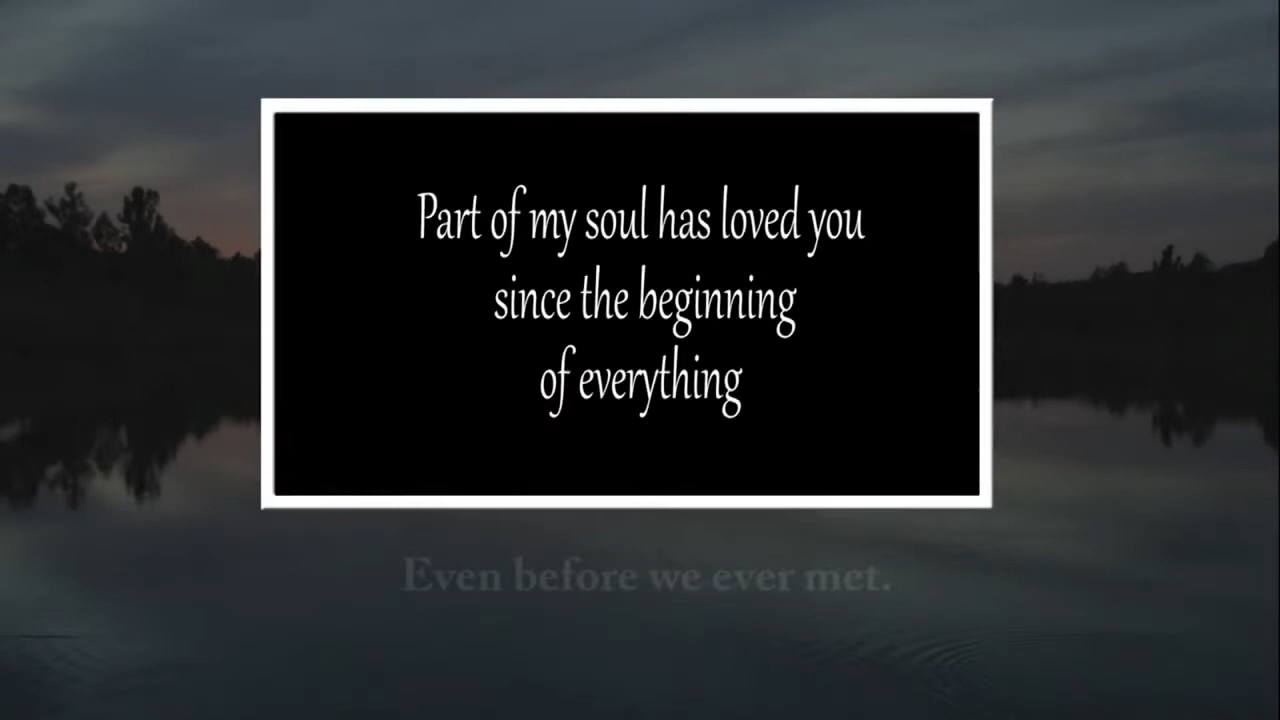 Part of my soul has loved you
since the beginning
of everything
Even before we ever met.